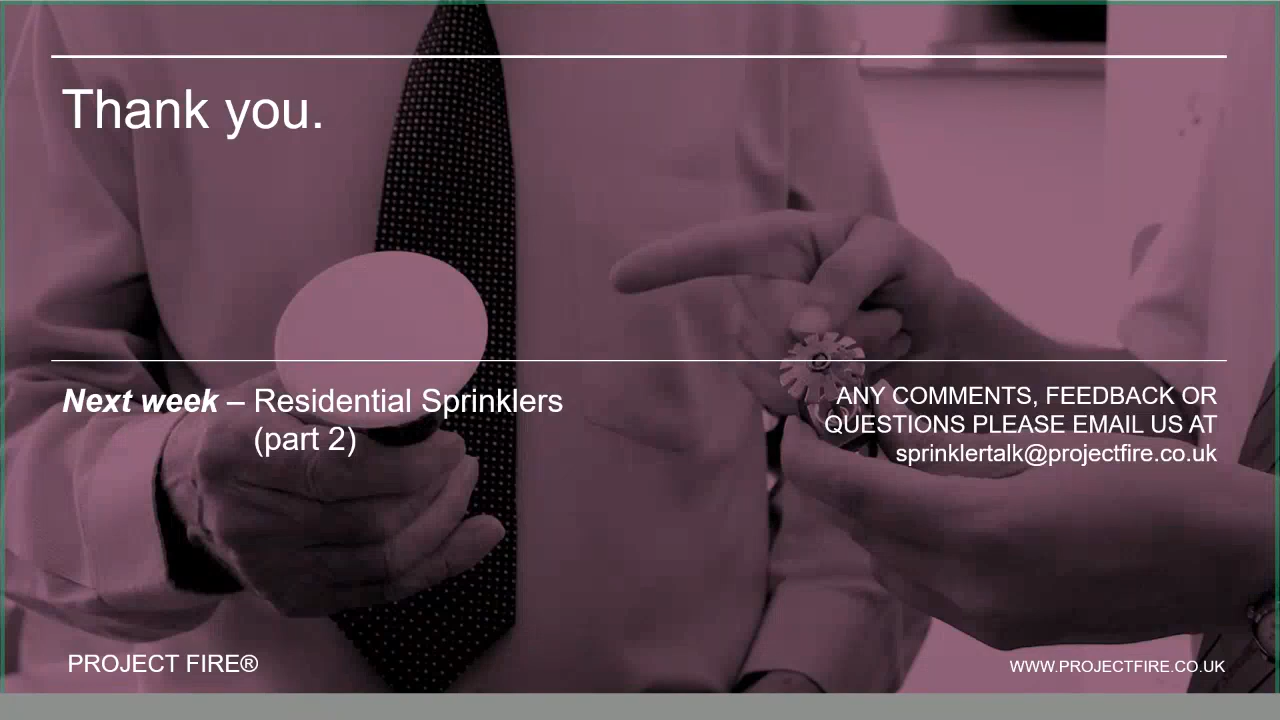 Thank you.
Next week – Residential Sprinklers
(part 2)
ANY COMMENTS, FEEDBACK OR
QUESTIONS PLEASE EMAIL US AT
sprinklertalk@projectfire.co.uk
PROJECT FIRE®
WWW.PROJECTFIRE.CO.UK